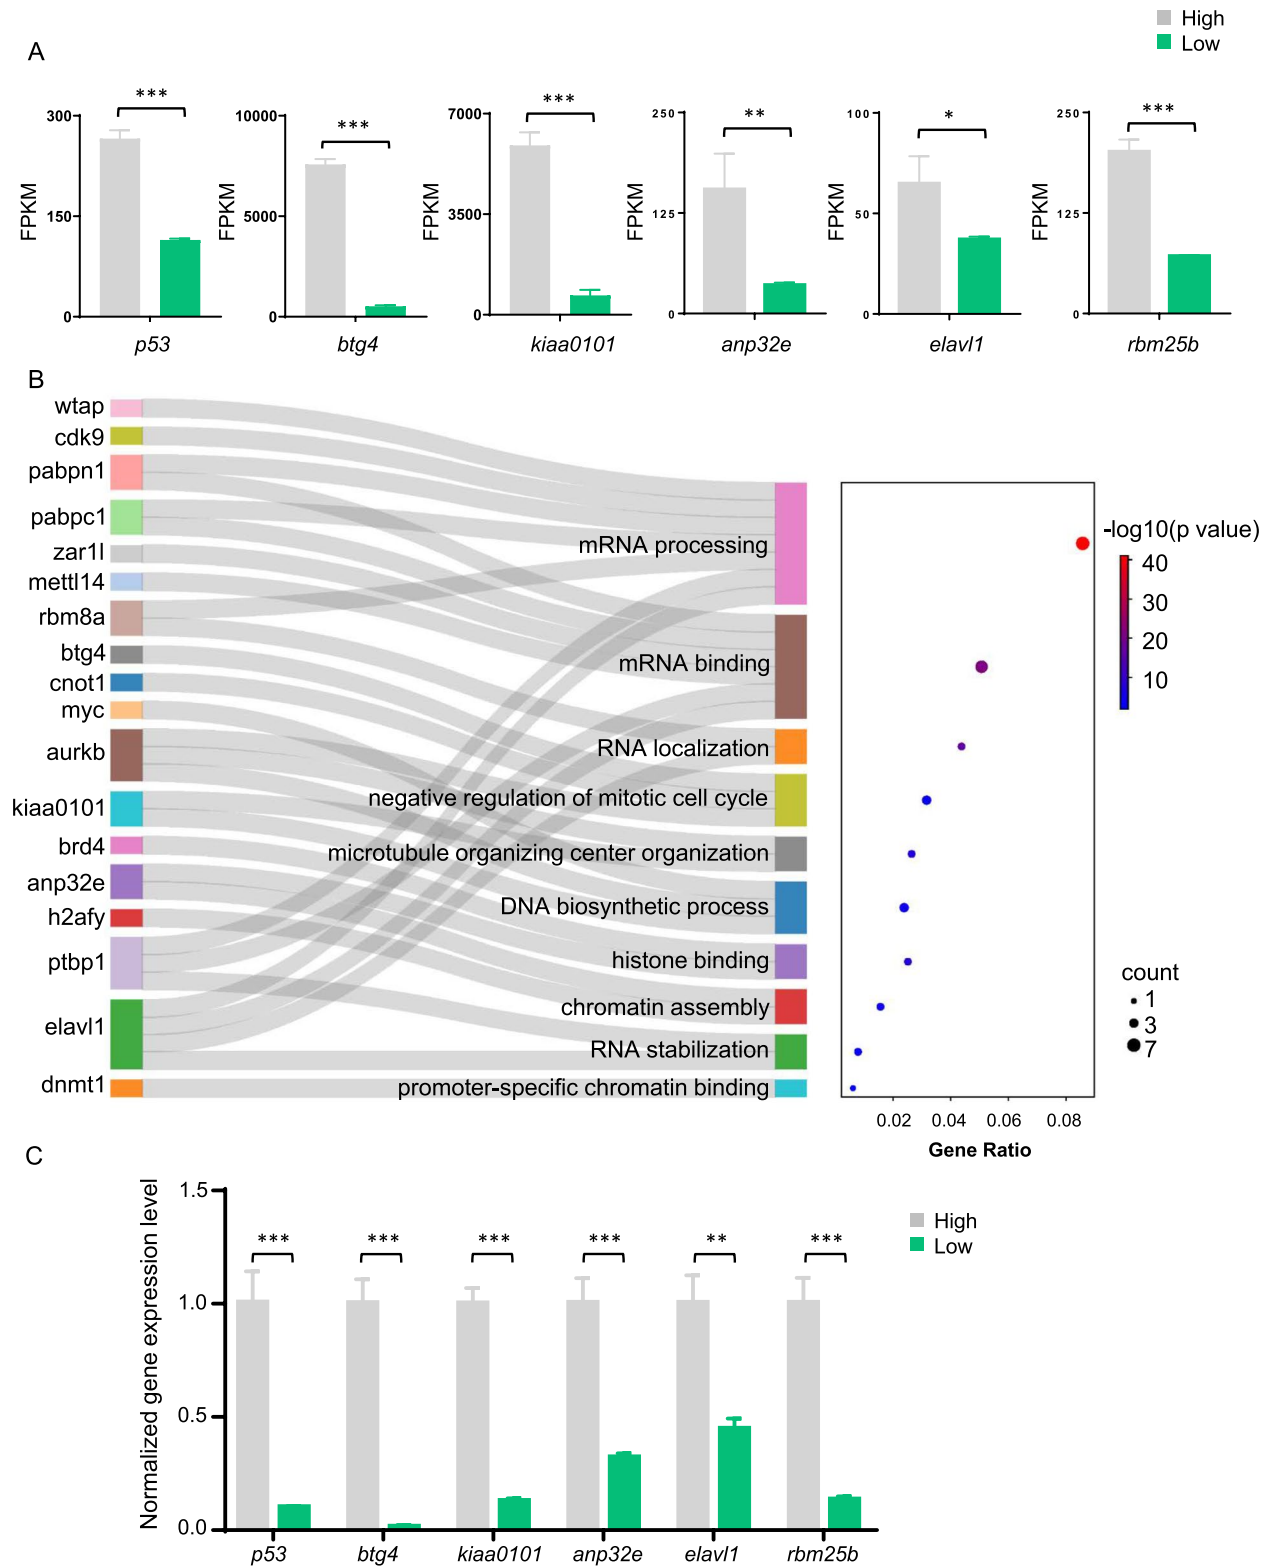 High
Low
A
*** *** *** ** * ***
300 10000 7000 250 100 250
FPKM FPKM FPKM FPKM FPKM FPKM
150 5000 3500 125 50 125
0 0 0 0 0 0
p53 btg4 kiaa0101 anp32e elavl1 rbm25b
B
wtap
cdk9
pabpn1
pabpc1
zar1l
mettl14
rbm8a
btg4
cnot1
myc
aurkb
kiaa0101
brd4
anp32e
h2afy
ptbp1
elavl1
dnmt1
mRNA processing
mRNA binding
RNA localization
negative regulation of mitotic cell cycle
microtubule organizing center organization
DNA biosynthetic process
histone binding
chromatin assembly
RNA stabilization
promoter-specific chromatin binding
-log10(p value)
40
30
20
10
count
1
3
7
0.02 0.04 0.06 0.08
Gene Ratio
C
Normalized gene expression level
1.5
1.0
0.5
0.0
*** *** *** *** ** ***
High
Low
p53 btg4 kiaa0101 anp32e elavl1 rbm25b